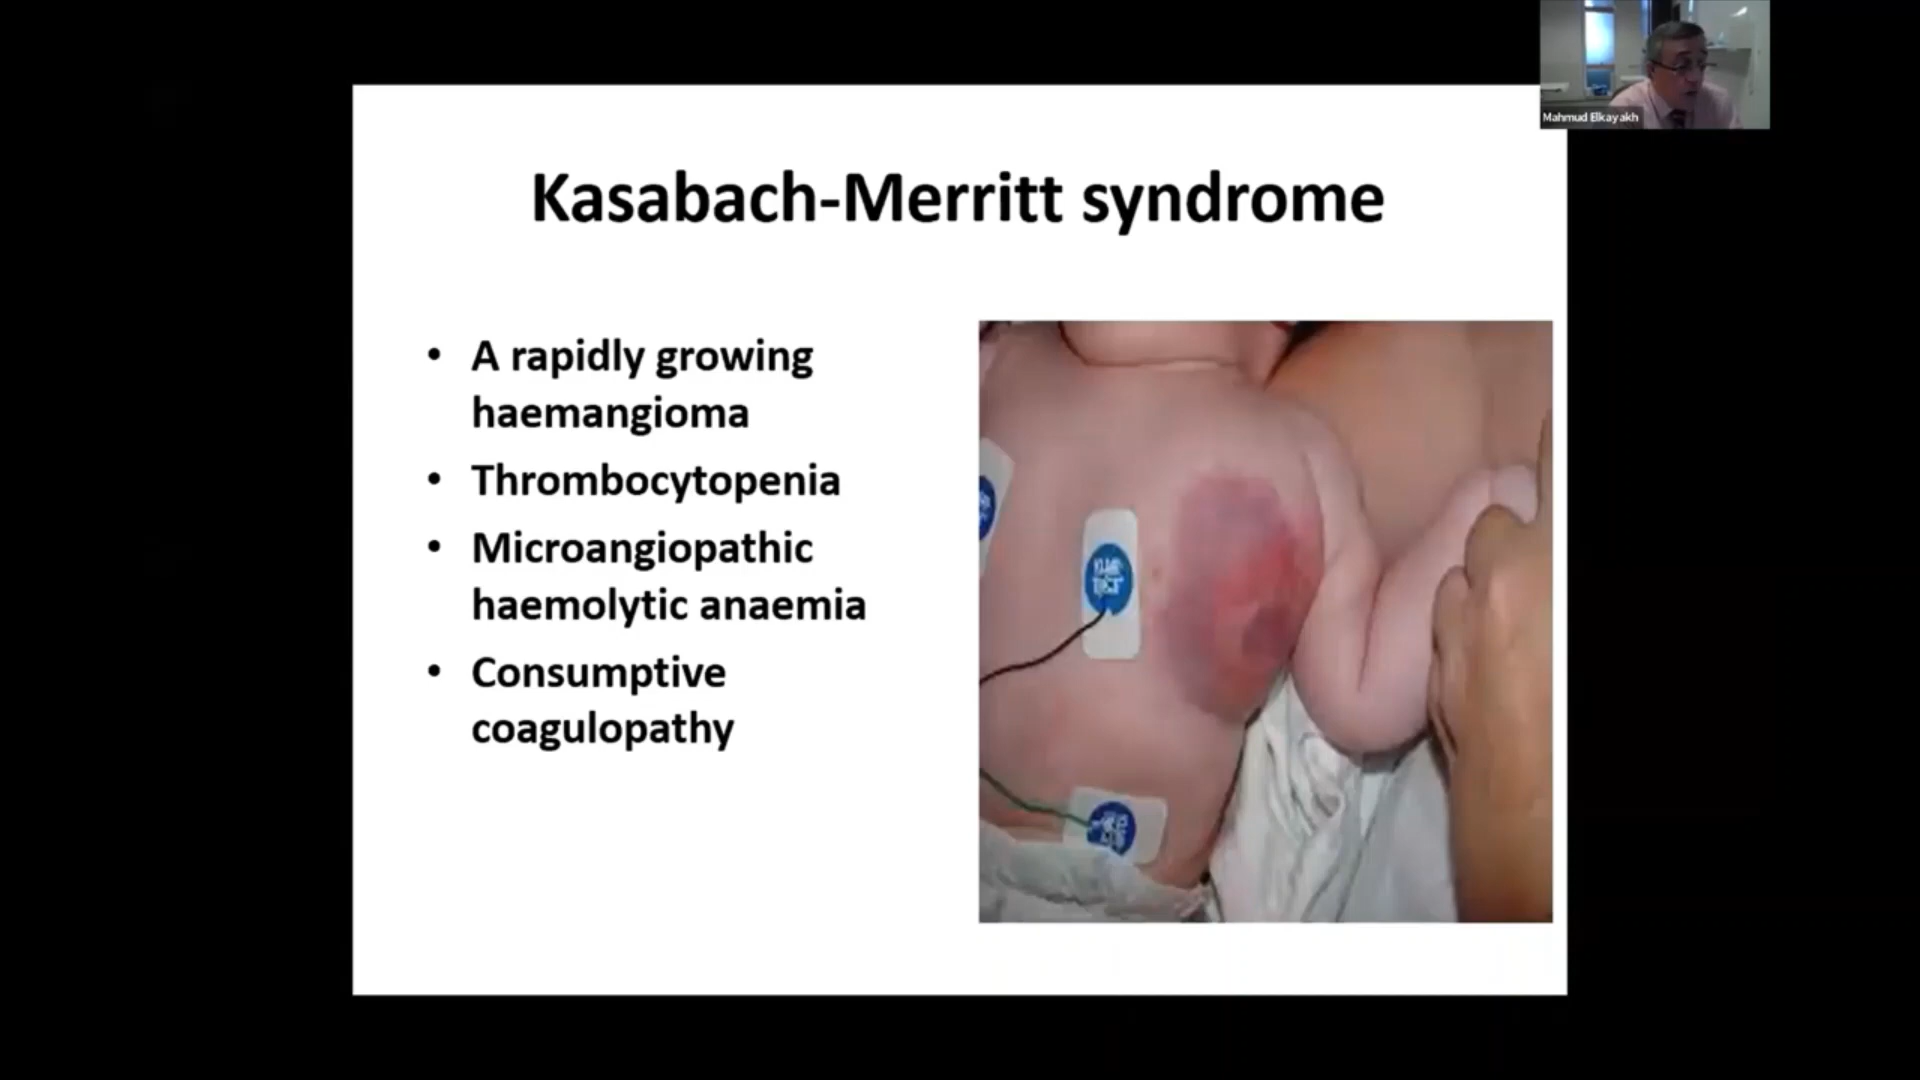 Mahmud Elkayakh
Kasabach-Merritt syndrome
• A rapidly growing
haemangioma
• Thrombocytopenia
• Microangiopathic
haemolytic anaemia
• Consumptive
coagulopathy